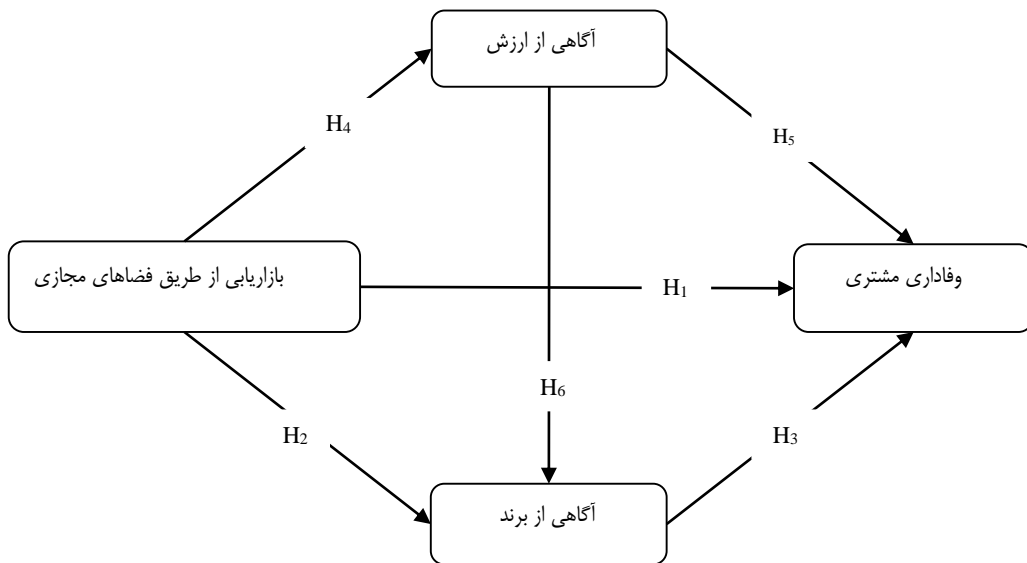 آگاهی از ارزش
H₄
H₅
بازاریابی از طریق فضاهای مجازی
H₁
وفاداری مشتری
H₆
H₂
H₃
آگاهی از برند